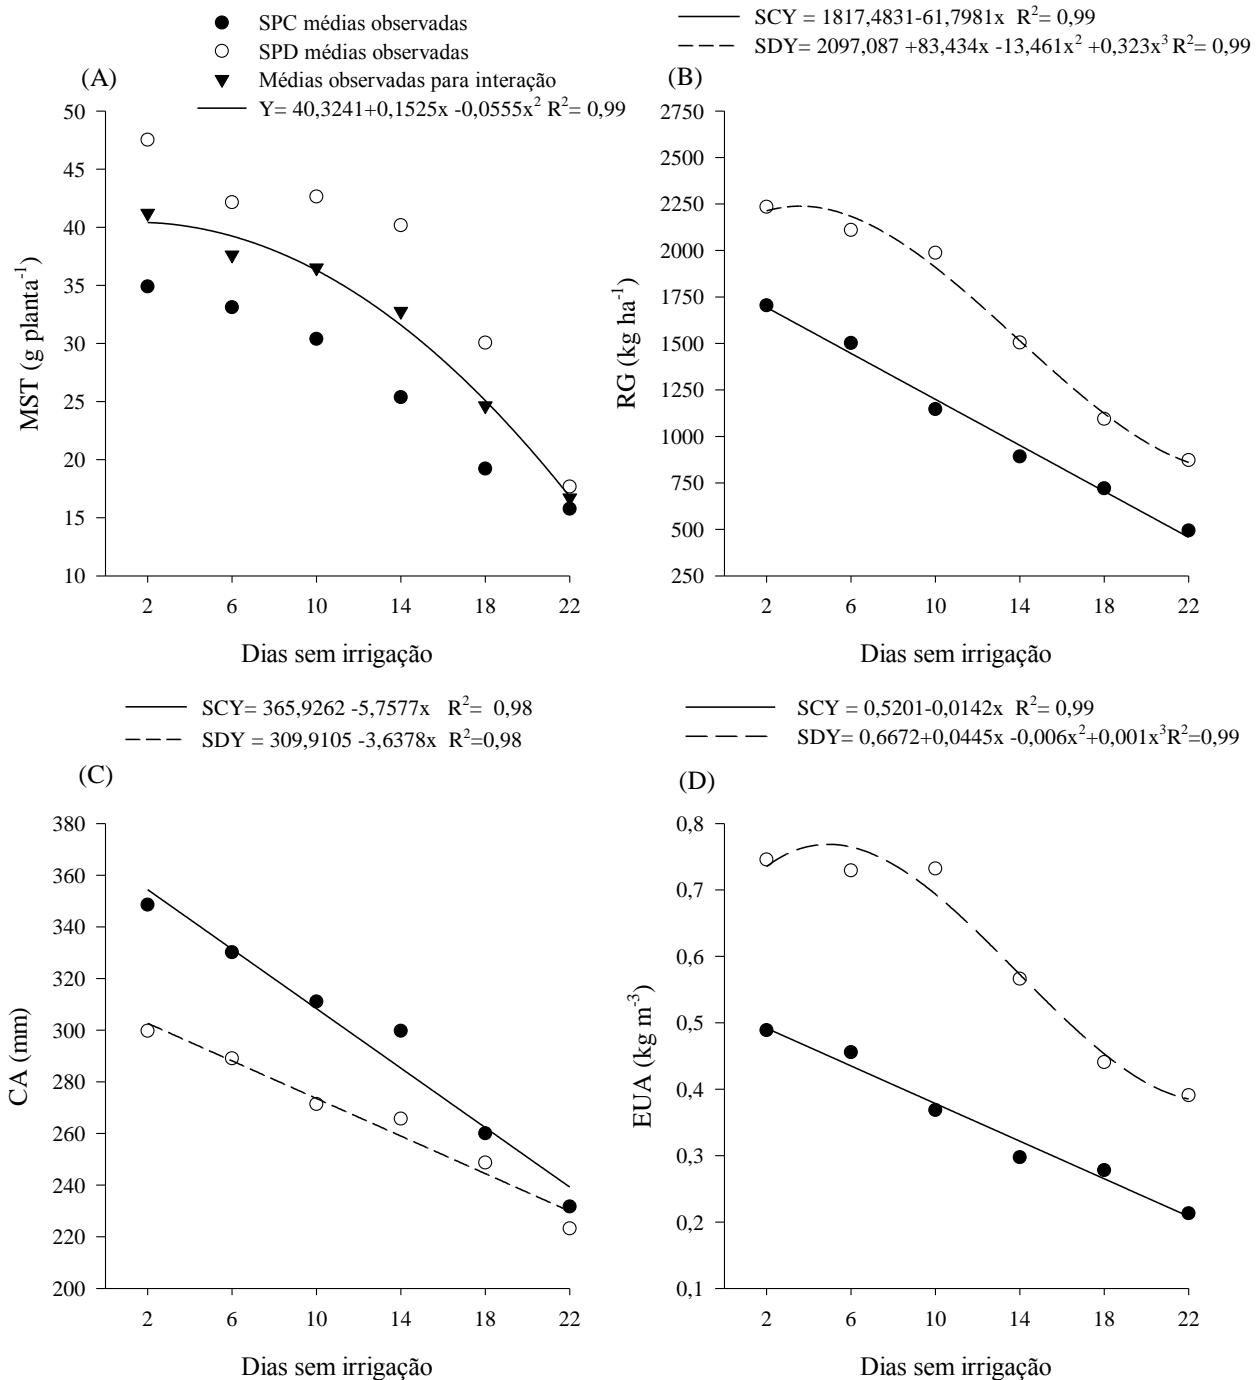 SPC médias observadas
SPD médias observadas
Médias observadas para interação
Y= 40,3241+0,1525x -0,0555x² R²= 0,99
(A)
50
45
40
35
30
25
20
15
10
MST (g planta⁻¹)
2 6 10 14 18 22
Dias sem irrigação
SCY = 1817,4831-61,7981x R²= 0,99
SDY= 2097,087 +83,434x -13,461x² +0,323x³ R²= 0,99
(B)
2750
2500
2250
2000
1750
1500
1250
1000
750
500
250
RG (kg ha⁻¹)
2 6 10 14 18 22
Dias sem irrigação
SCY= 365,9262 -5,7577x R²= 0,98
SDY= 309,9105 -3,6378x R²=0,98
(C)
380
360
340
320
300
280
260
240
220
200
CA (mm)
2 6 10 14 18 22
Dias sem irrigação
SCY = 0,5201-0,0142x R²= 0,99
SDY= 0,6672+0,0445x -0,006x²+0,001x³R²=0,99
(D)
0,8
0,7
0,6
0,5
0,4
0,3
0,2
0,1
EUA (kg m⁻³)
2 6 10 14 18 22
Dias sem irrigação